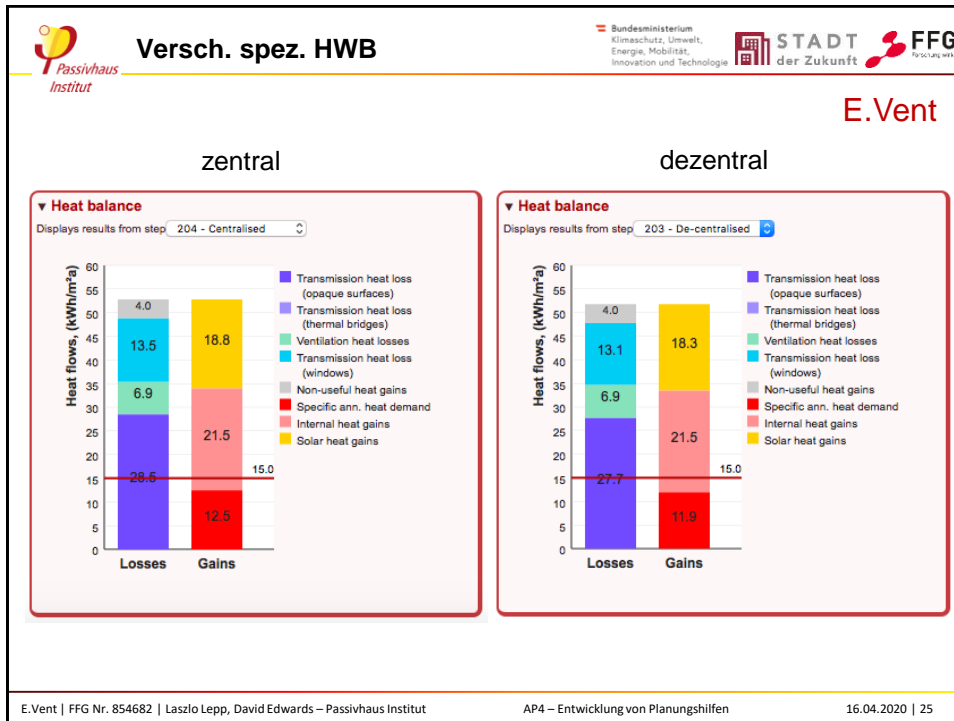 Passivhaus
Institut
Versch. spez. HWB
Bundesministerium
Klimaschutz, Umwelt,
Energie, Mobilität,
Innovation und Technologie
STADT
der Zukunft
FFG
E.Vent
zentral
▼ Heat balance
Displays results from step 204 - Centralised
Heat flows, (kWh/m²a)
60
55
50
45
40
35
30
25
20
15
10
5
0
4.0
13.5
6.9
28.5
18.8
21.5
12.5
15.0
Losses Gains
Transmission heat loss
(opaque surfaces)
Transmission heat loss
(thermal bridges)
Ventilation heat losses
Transmission heat loss
(windows)
Non-useful heat gains
Specific ann. heat demand
Internal heat gains
Solar heat gains
dezentral
▼ Heat balance
Displays results from step 203 - De-centralised
Heat flows, (kWh/m²a)
60
55
50
45
40
35
30
25
20
15
10
5
0
4.0
13.1
6.9
27.7
18.3
21.5
11.9
15.0
Losses Gains
Transmission heat loss
(opaque surfaces)
Transmission heat loss
(thermal bridges)
Ventilation heat losses
Transmission heat loss
(windows)
Non-useful heat gains
Specific ann. heat demand
Internal heat gains
Solar heat gains
E.Vent | FFG Nr. 854682 | Laszlo Lepp, David Edwards – Passivhaus Institut AP4 – Entwicklung von Planungshilfen 16.04.2020 | 25